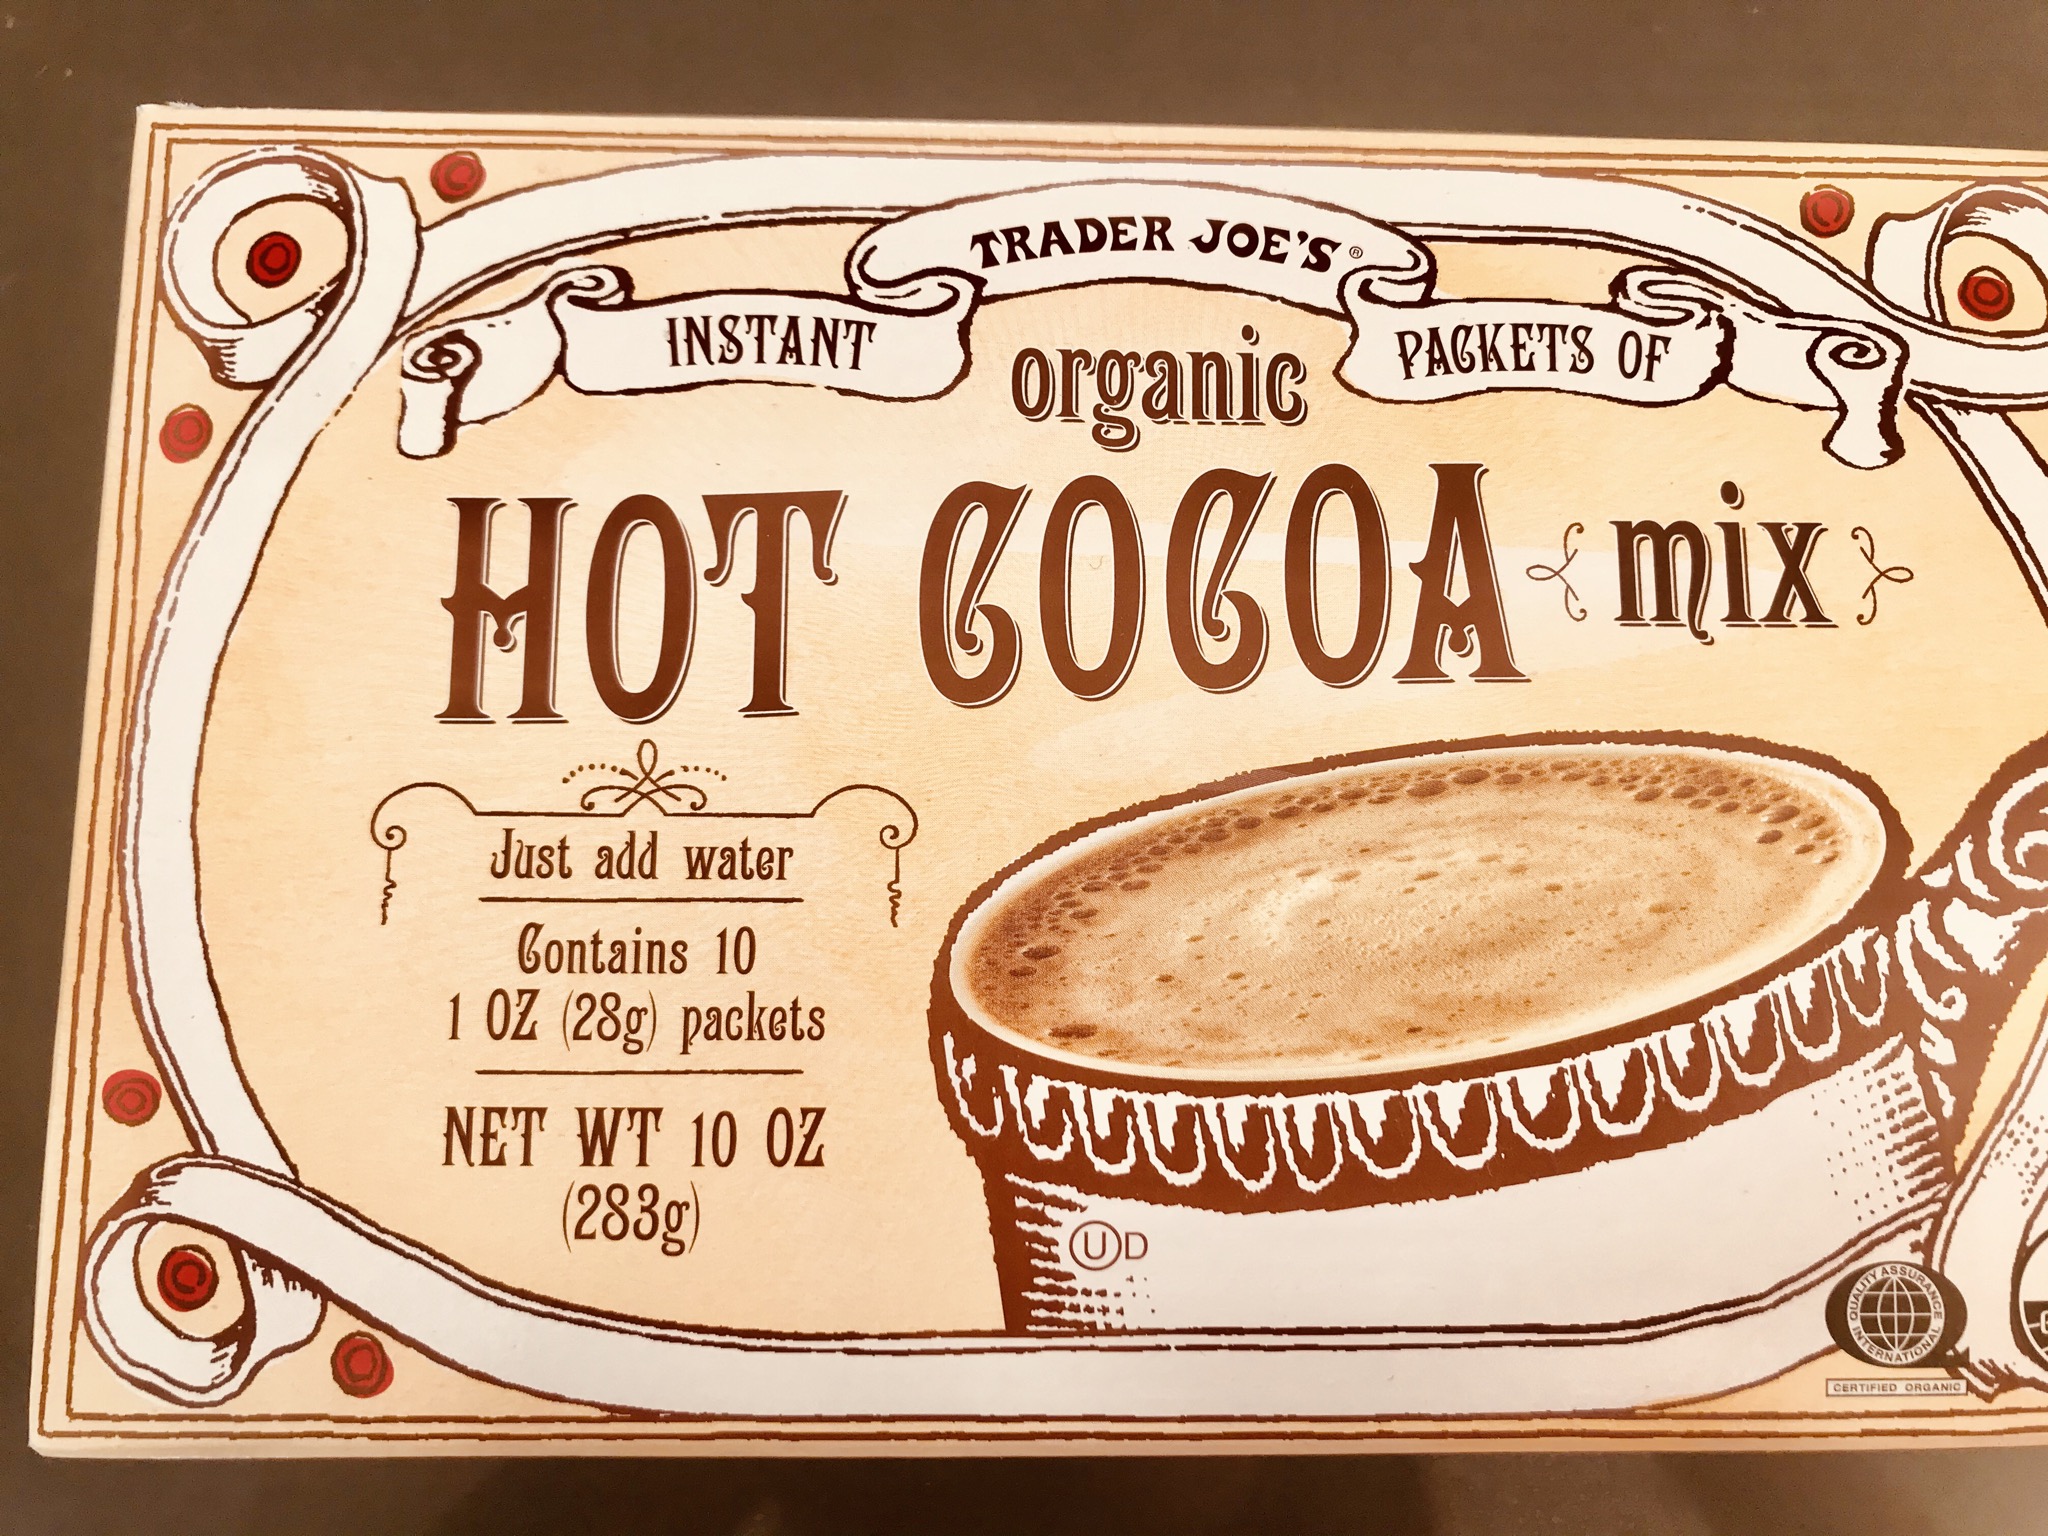 TRADER JOE'S®
INSTANT
PACKETS OF
organic
HOT COCOA mix
Just add water
Contains 10
1 OZ (28g) packets
NET WT 10 OZ
(283g)
UD
QUALITY ASSURANCE
INTERNATIONAL
CERTIFIED ORGANIC